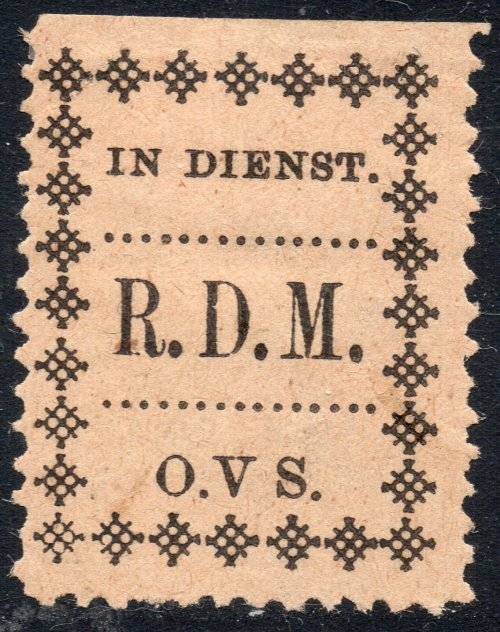 IN DIENST.
R.D.M.
O.V S.